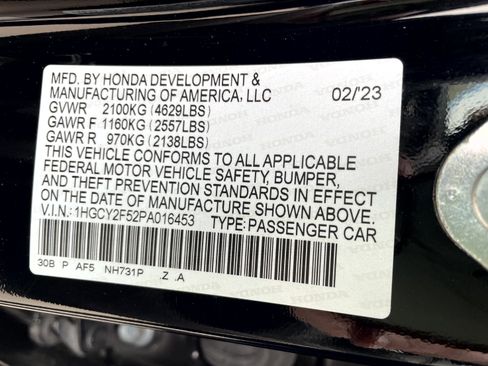 MFD. BY HONDA DEVELOPMENT &
MANUFACTURING OF AMERICA, LLC 02/'23
GVWR 2100KG (4629LBS)
GAWR F 1160KG (2557LBS)
GAWR R 970KG (2138LBS)
THIS VEHICLE CONFORMS TO ALL APPLICABLE
FEDERAL MOTOR VEHICLE SAFETY, BUMPER,
AND THEFT PREVENTION STANDARDS IN EFFECT
ON THE DATE OF MANUFACTURE SHOWN ABOVE.
V.I.N.: 1HGCY2F52PA016453 TYPE: PASSENGER CAR
30B P AF5 NH731P .Z .A